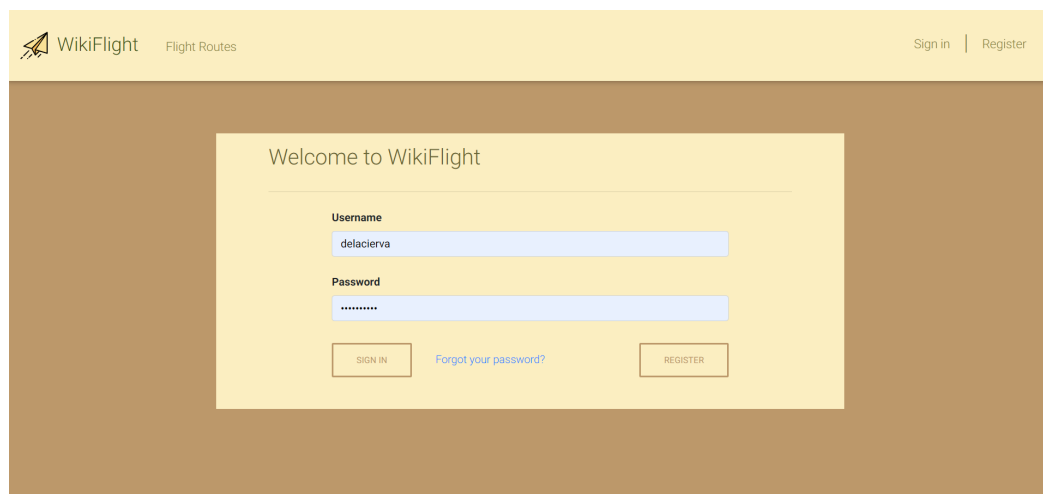 WikiFlight Flight Routes Sign in | Register
Welcome to WikiFlight
Username
delacierva
Password
••••••••••
SIGN IN Forgot your password? REGISTER